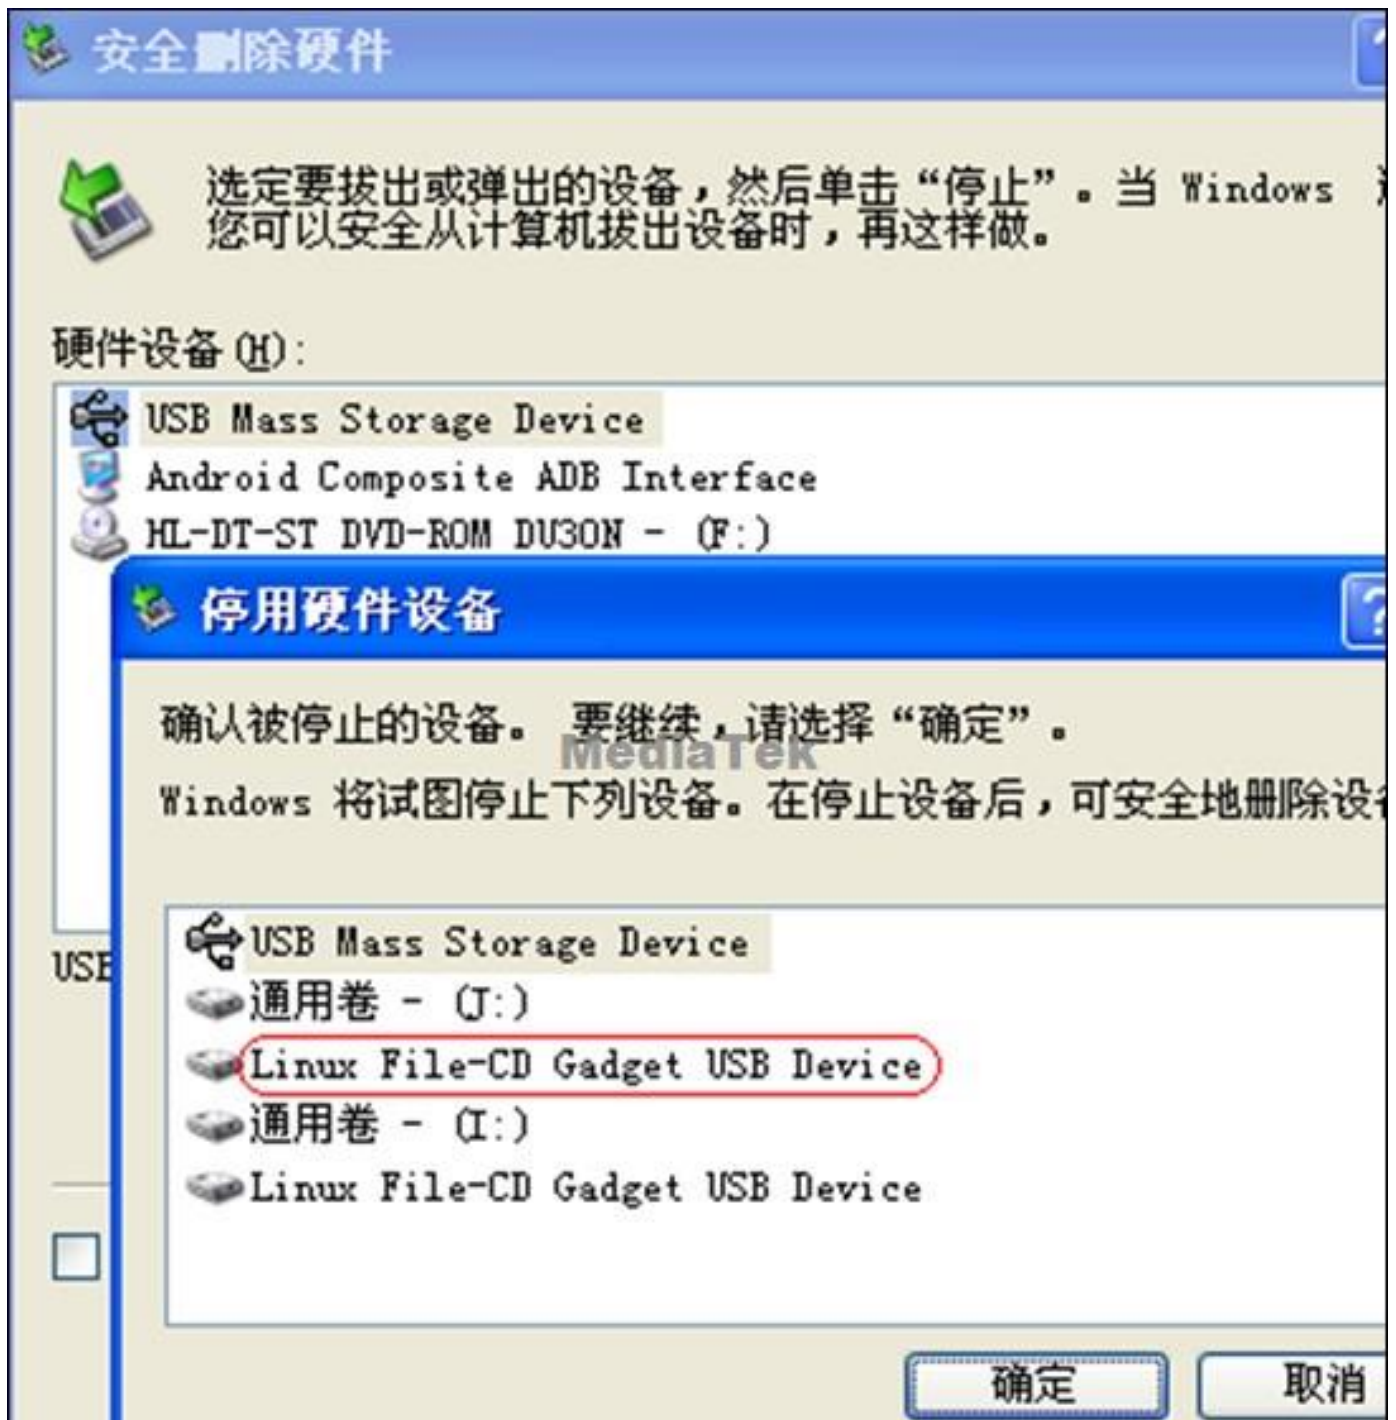 安全删除硬件
选定要拔出或弹出的设备，然后单击“停止”。当 Windows
您可以安全从计算机拔出设备时，再这样做。
硬件设备(H):
USB Mass Storage Device
Android Composite ADB Interface
HL-DT-ST DVD-ROM DU30N - (F:)
停用硬件设备
确认被停止的设备。 要继续，请选择“确定”。
MediaTek
Windows 将试图停止下列设备。在停止设备后，可安全地删除设
USB Mass Storage Device
USB
通用卷 - (J:)
Linux File-CD Gadget USB Device
通用卷 - (I:)
Linux File-CD Gadget USB Device
确定
取消